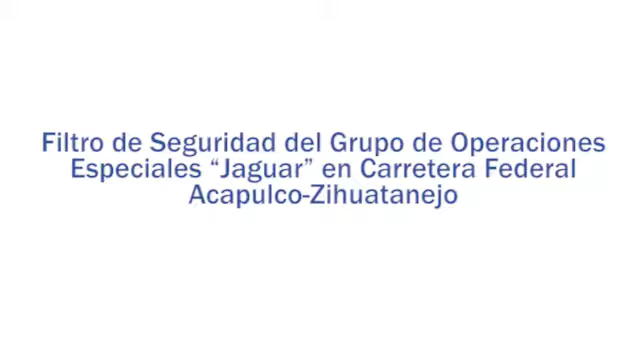 Filtro de Seguridad del Grupo de Operaciones
Especiales “Jaguar” en Carretera Federal
Acapulco-Zihuatanejo